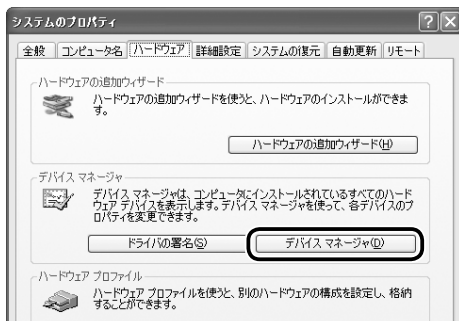 システムのプロパティ
全般 コンピュータ名 ハードウェア 詳細設定 システムの復元 自動更新 リモート
ハードウェアの追加ウィザード
ハードウェアの追加ウィザードを使うと、ハードウェアのインストールができま
す。
ハードウェアの追加ウィザード(H)
デバイス マネージャ
デバイス マネージャは、コンピュータにインストールされているすべてのハード
ウェア デバイスを表示します。デバイス マネージャを使って、各デバイスのプ
ロパティを変更できます。
ドライバの署名(S) デバイス マネージャ(D)
ハードウェア プロファイル
ハードウェア プロファイルを使うと、別のハードウェアの構成を設定し、格納
することができます。